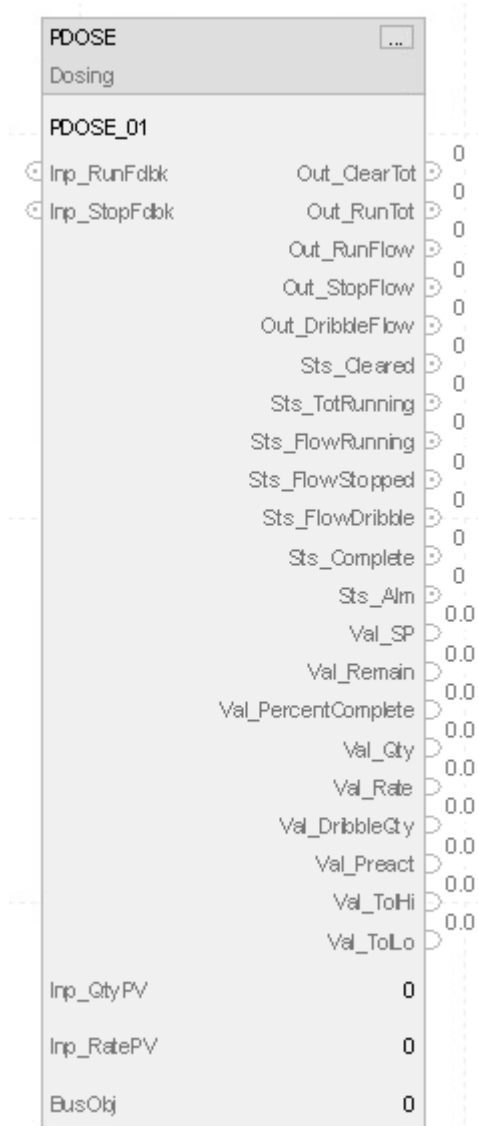 PDOSE ...
Dosing
PDOSE_01
0
Inp_RunFdbk Out_ClearTot
0
Inp_StopFdbk Out_RunTot
0
Out_RunFlow
0
Out_StopFlow
0
Out_DribbleFlow
0
Sts_Cleared
0
Sts_TotRunning
0
Sts_FlowRunning
0
Sts_FlowStopped
0
Sts_FlowDribble
0
Sts_Complete
0
Sts_Alm
0.0
Val_SP
0.0
Val_Remain
0.0
Val_PercentComplete
0.0
Val_Qty
0.0
Val_Rate
0.0
Val_DribbleQty
0.0
Val_Preact
0.0
Val_TolHi
0.0
Val_TolLo
Inp_QtyPV 0
Inp_RatePV 0
BusObj 0